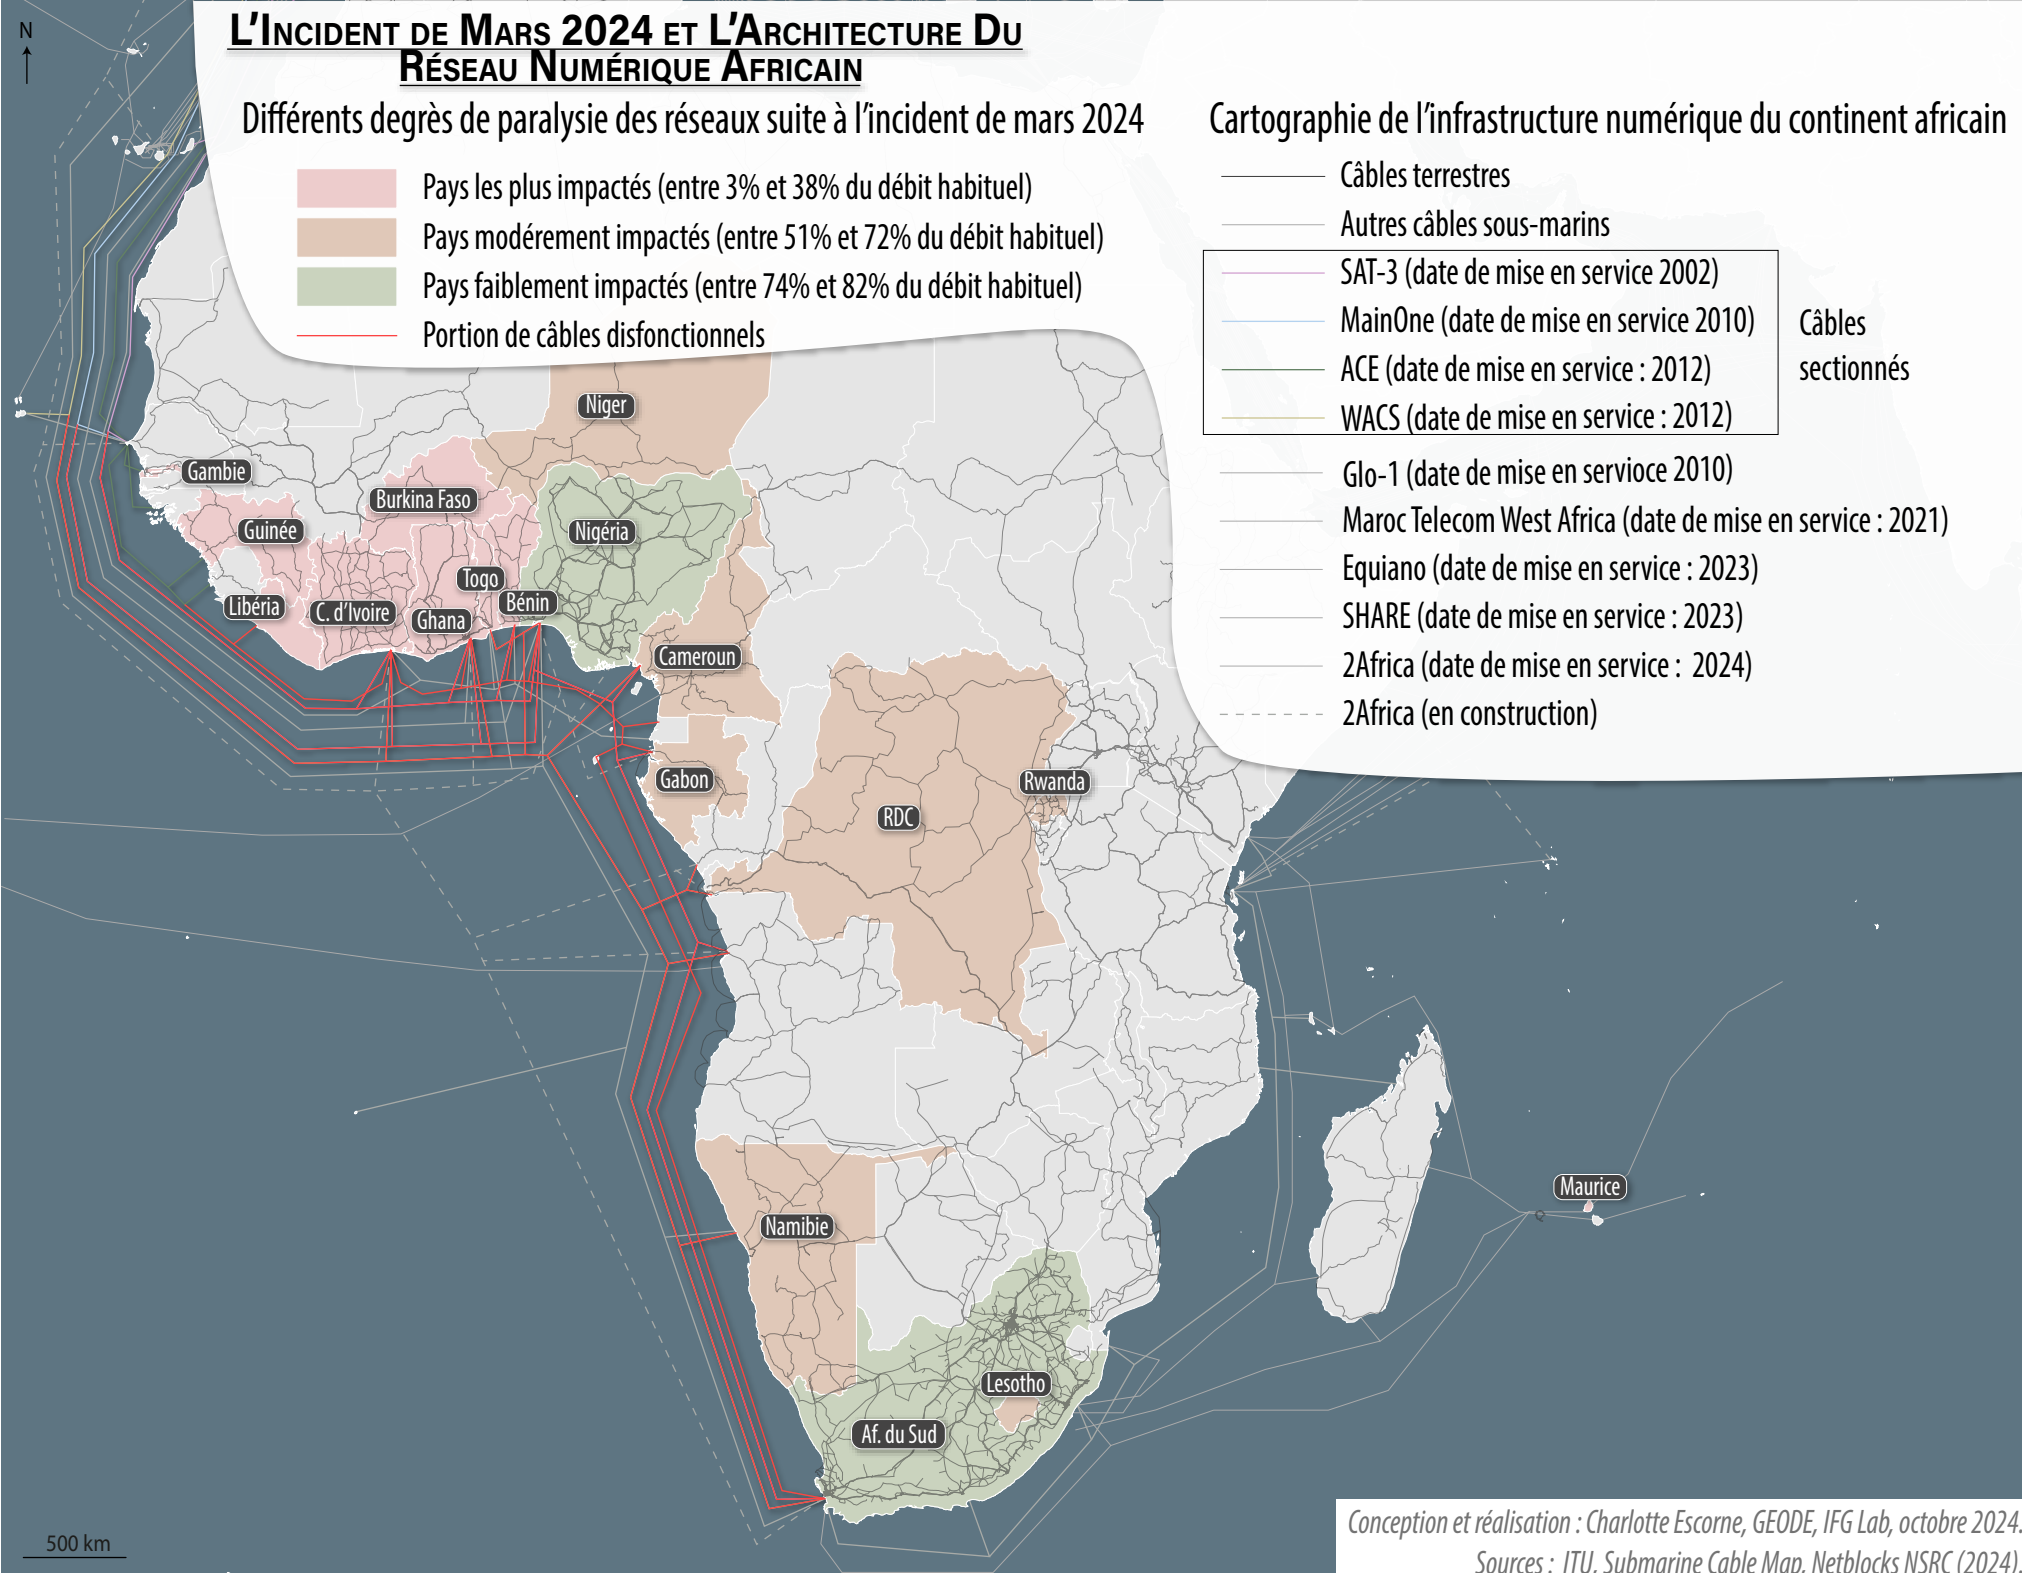 L'Incident de Mars 2024 et L'Architecture Du
Réseau Numérique Africain
N
Différents degrès de paralysie des réseaux suite à l'incident de mars 2024
Pays les plus impactés (entre 3% et 38% du débit habituel)
Pays modérement impactés (entre 51% et 72% du débit habituel)
Pays faiblement impactés (entre 74% et 82% du débit habituel)
Portion de câbles disfonctionnels
Cartographie de l'infrastructure numérique du continent africain
Câbles terrestres
Autres câbles sous-marins
SAT-3 (date de mise en service 2002)
MainOne (date de mise en service 2010)
ACE (date de mise en service : 2012)
WACS (date de mise en service : 2012)
Câbles
sectionnés
Glo-1 (date de mise en servioce 2010)
Maroc Telecom West Africa (date de mise en service : 2021)
Equiano (date de mise en service : 2023)
SHARE (date de mise en service : 2023)
2Africa (date de mise en service : 2024)
2Africa (en construction)
Niger
Gambie
Burkina Faso
Guinée
Nigéria
Togo
Bénin
Libéria
C. d'Ivoire
Ghana
Cameroun
Gabon
Rwanda
RDC
Maurice
Namibie
Lesotho
Af. du Sud
500 km
Conception et réalisation : Charlotte Escorne, GEODE, IFG Lab, octobre 2024.
Sources : ITU, Submarine Cable Map, Netblocks NSRC (2024).